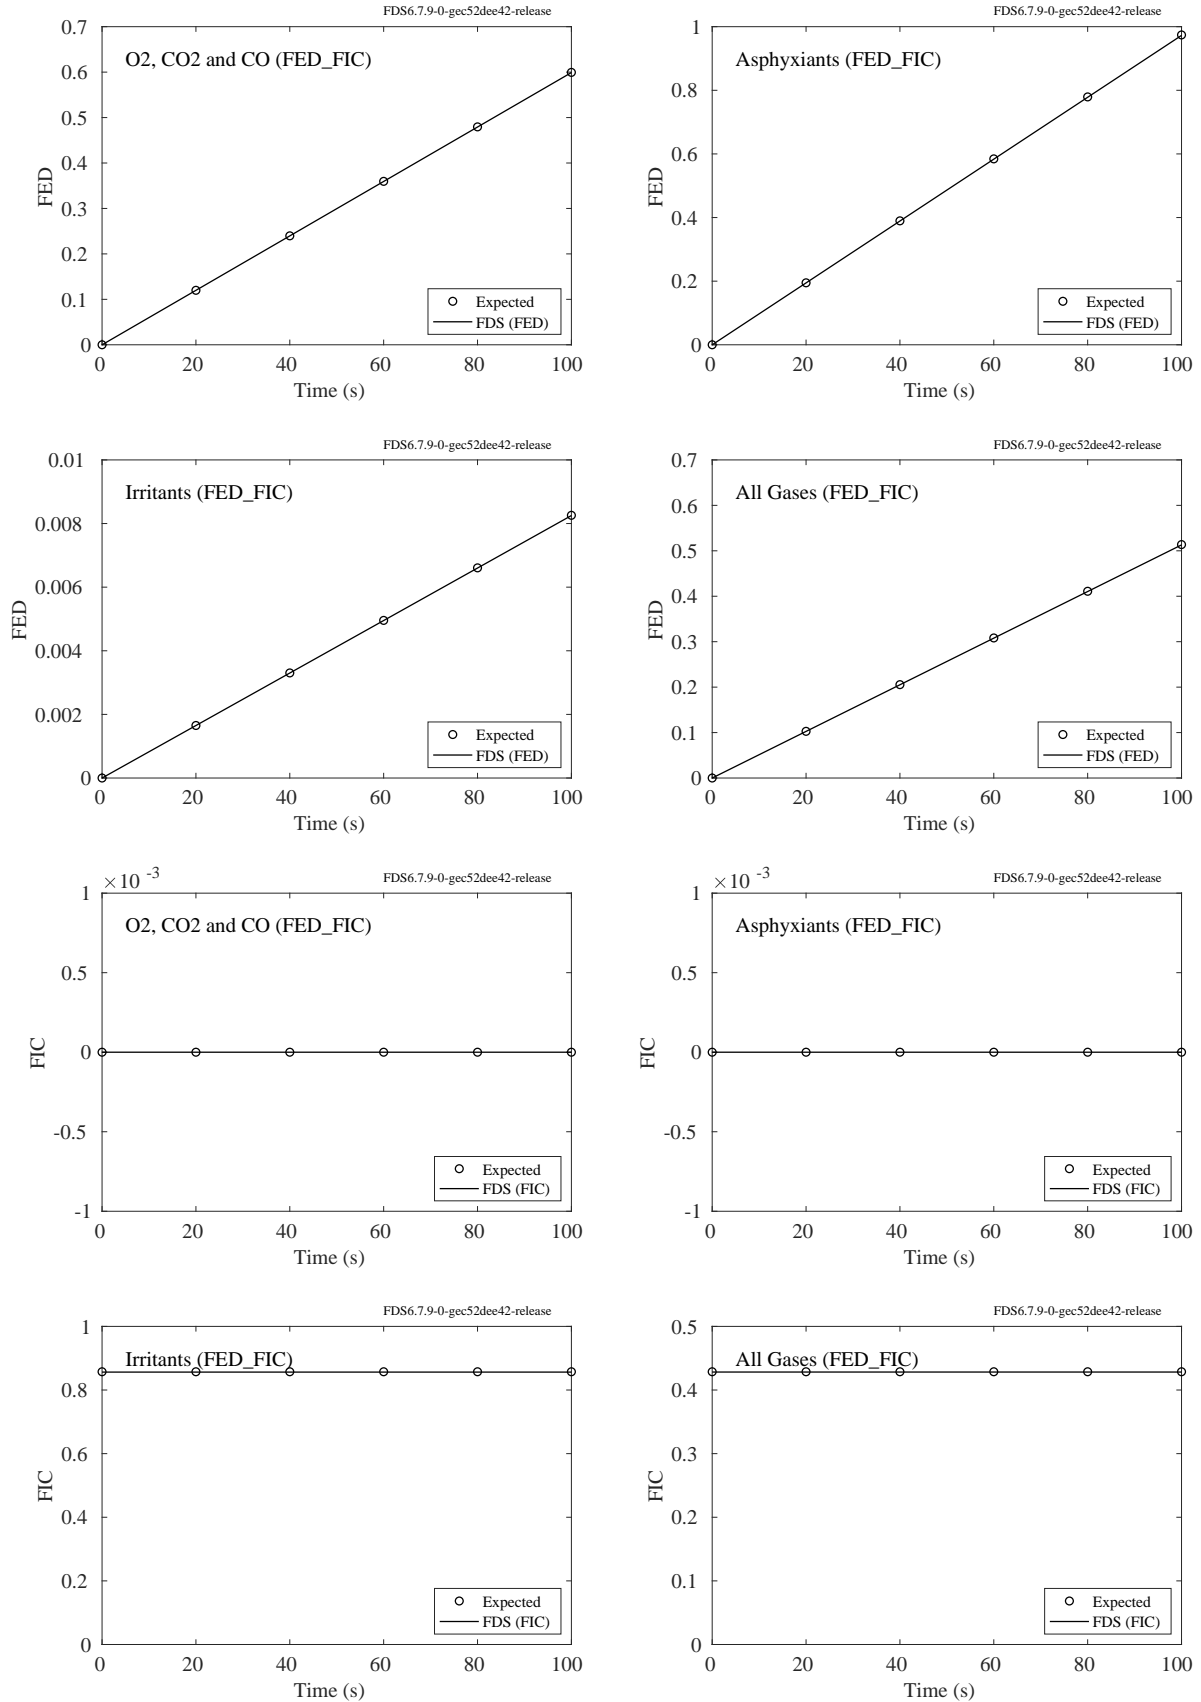 FDS6.7.9-0-gec52dee42-release
O2, CO2 and CO (FED_FIC)
0.7
0.6
0.5
0.4
0.3
0.2
0.1
0
FED
Expected
FDS (FED)
0 20 40 60 80 100
Time (s)
FDS6.7.9-0-gec52dee42-release
Asphyxiants (FED_FIC)
1
0.8
0.6
0.4
0.2
0
FED
Expected
FDS (FED)
0 20 40 60 80 100
Time (s)
FDS6.7.9-0-gec52dee42-release
Irritants (FED_FIC)
0.01
0.008
0.006
0.004
0.002
0
FED
Expected
FDS (FED)
0 20 40 60 80 100
Time (s)
FDS6.7.9-0-gec52dee42-release
All Gases (FED_FIC)
0.7
0.6
0.5
0.4
0.3
0.2
0.1
0
FED
Expected
FDS (FED)
0 20 40 60 80 100
Time (s)
×10 -3
FDS6.7.9-0-gec52dee42-release
O2, CO2 and CO (FED_FIC)
1
0.5
0
-0.5
-1
FIC
Expected
FDS (FIC)
0 20 40 60 80 100
Time (s)
×10 -3
FDS6.7.9-0-gec52dee42-release
Asphyxiants (FED_FIC)
1
0.5
0
-0.5
-1
FIC
Expected
FDS (FIC)
0 20 40 60 80 100
Time (s)
FDS6.7.9-0-gec52dee42-release
Irritants (FED_FIC)
1
0.8
0.6
0.4
0.2
0
FIC
Expected
FDS (FIC)
0 20 40 60 80 100
Time (s)
FDS6.7.9-0-gec52dee42-release
All Gases (FED_FIC)
0.5
0.4
0.3
0.2
0.1
0
FIC
Expected
FDS (FIC)
0 20 40 60 80 100
Time (s)